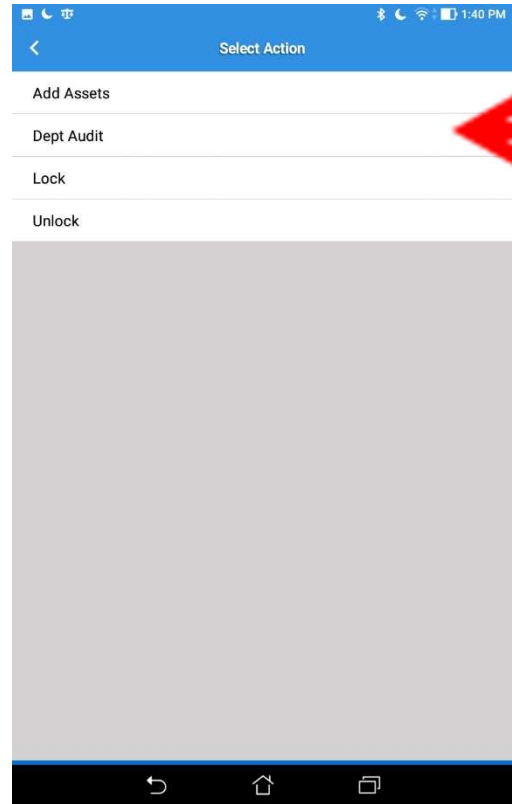 1:40 PM
Select Action
Add Assets
Dept Audit
Lock
Unlock